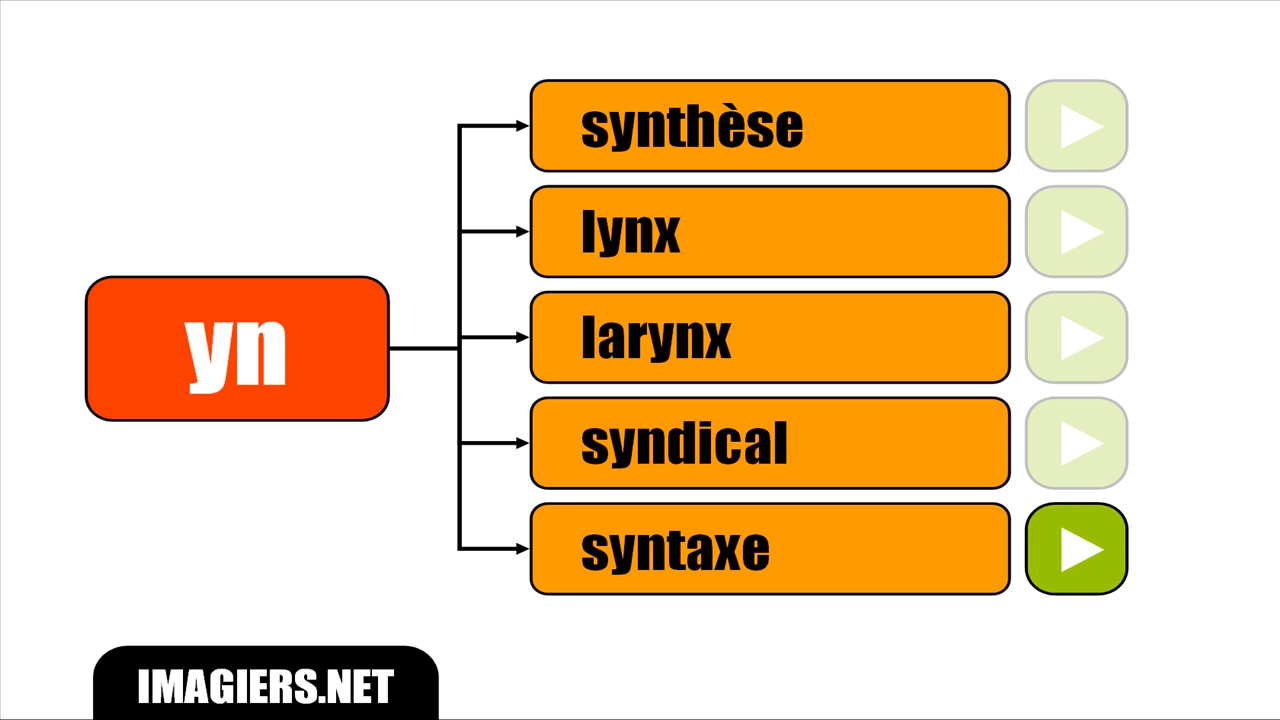 synthèse
lynx
larynx
yn
syndical
syntaxe
IMAGIERS.NET